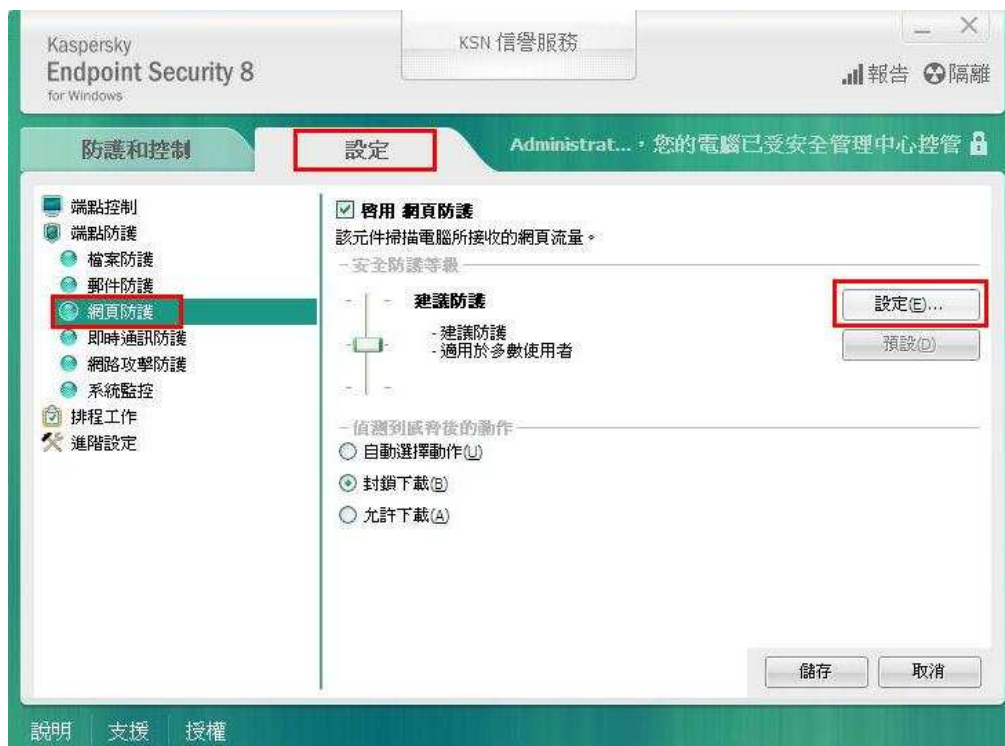 Kaspersky
Endpoint Security 8
for Windows
KSN 信譽服務
報告 隔離
防護和控制
設定
Administrat...，您的電腦已受安全管理中心控管
端點控制
端點防護
檔案防護
郵件防護
網頁防護
即時通訊防護
網路攻擊防護
系統監控
排程工作
進階設定
啓用 網頁防護
該元件掃描電腦所接收的網頁流量。
安全防護等級
建議防護
-建議防護
-適用於多數使用者
設定(E)...
預設(D)
偵測到威脅後的動作
自動選擇動作(U)
封鎖下載(B)
允許下載(A)
儲存 取消
說明 支援 授權